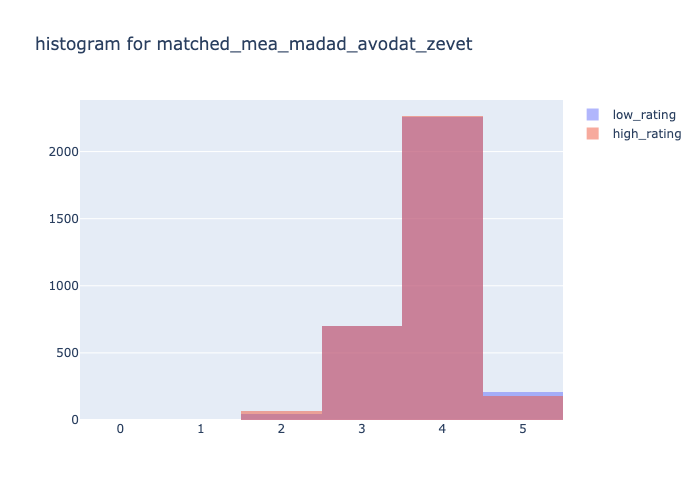 histogram for matched_mea_madad_avodat_zevet
low_rating
high_rating
2000
1500
1000
500
0
0 1 2 3 4 5